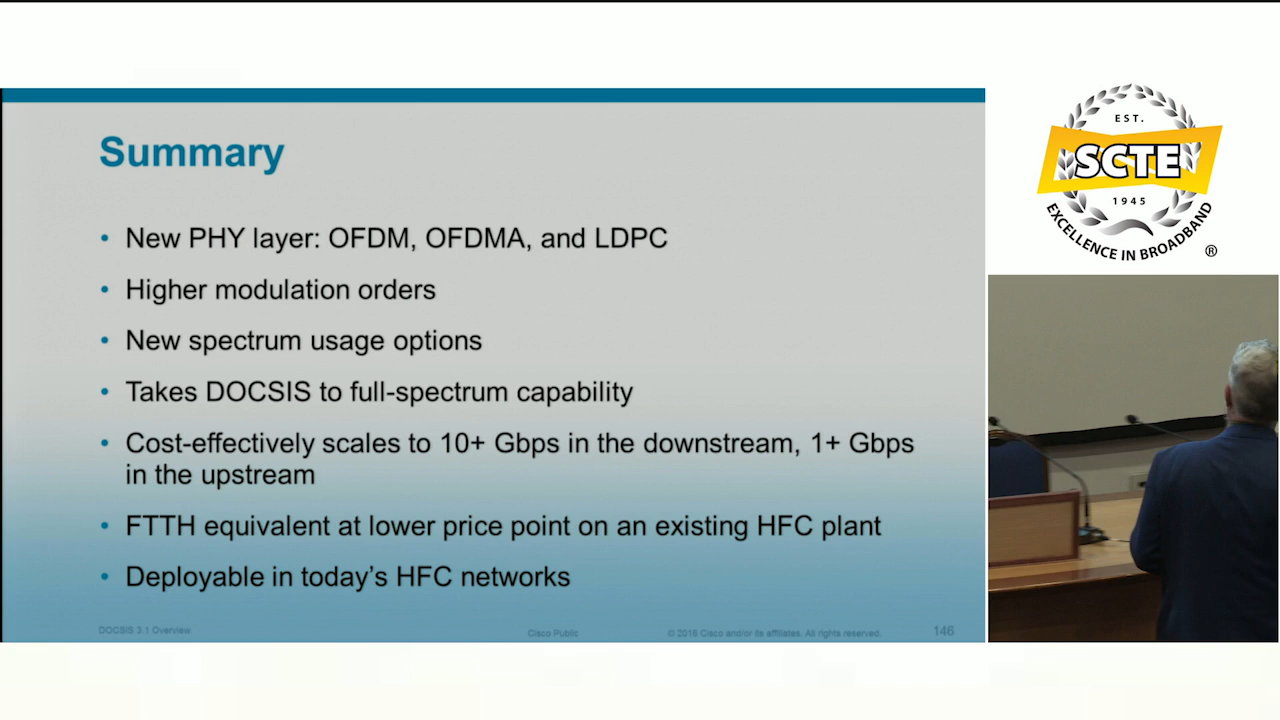 Summary
• New PHY layer: OFDM, OFDMA, and LDPC
• Higher modulation orders
• New spectrum usage options
• Takes DOCSIS to full-spectrum capability
• Cost-effectively scales to 10+ Gbps in the downstream, 1+ Gbps
in the upstream
• FTTH equivalent at lower price point on an existing HFC plant
• Deployable in today's HFC networks
DOCSIS 3.1 Overview
Cisco Public
© 2016 Cisco and/or its affiliates. All rights reserved.
146
EST.
SCTE
1945
EXCELLENCE IN BROADBAND
®